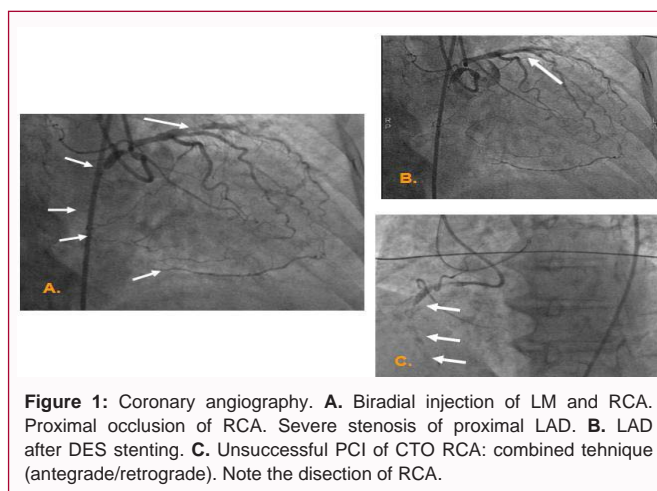 B.
A.
C.
Figure 1: Coronary angiography. A. Biradial injection of LM and RCA.
Proximal occlusion of RCA. Severe stenosis of proximal LAD. B. LAD
after DES stenting. C. Unsuccessful PCI of CTO RCA: combined tehnique
(antegrade/retrograde). Note the disection of RCA.